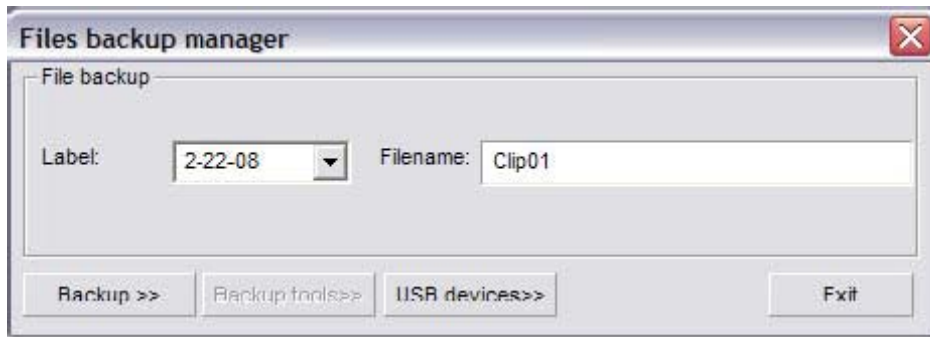 Files backup manager
File backup
Label: 2-22-08 Filename: Clip01
Backup >> Backup tools>> USB devices>> Exit